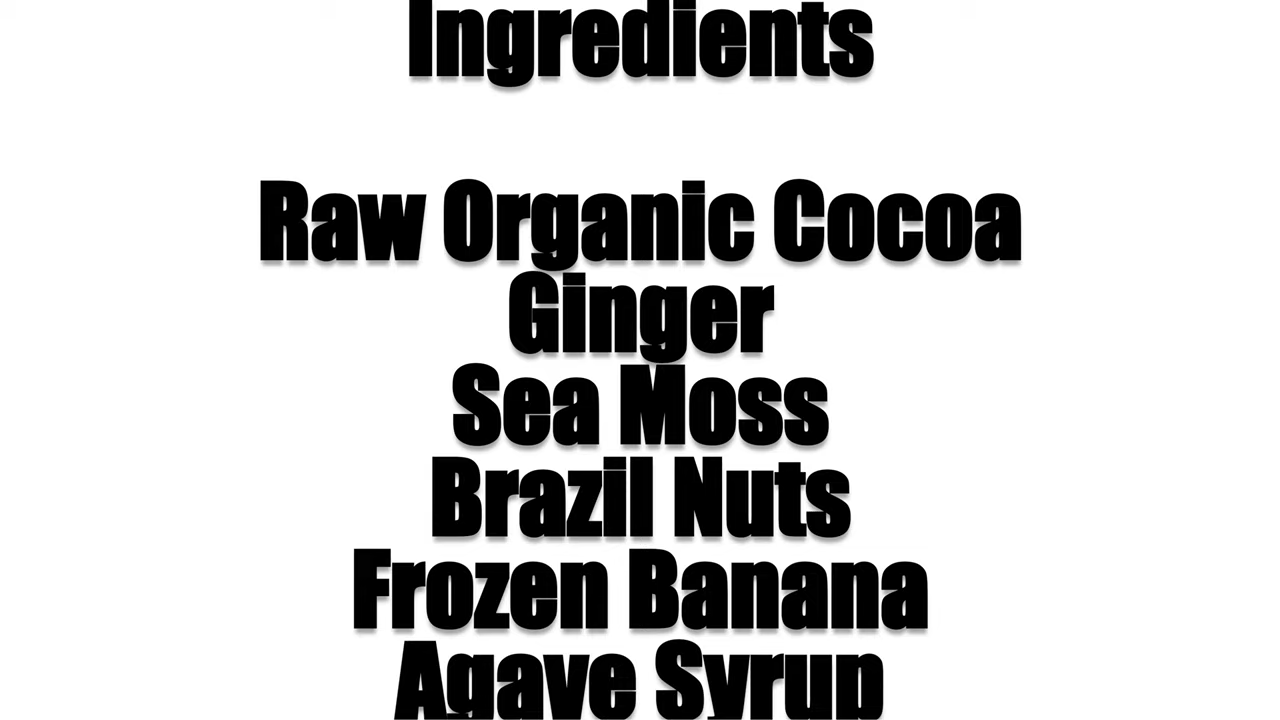 Ingredients
Raw Organic Cocoa
Ginger
Sea Moss
Brazil Nuts
Frozen Banana
Agave Syrup